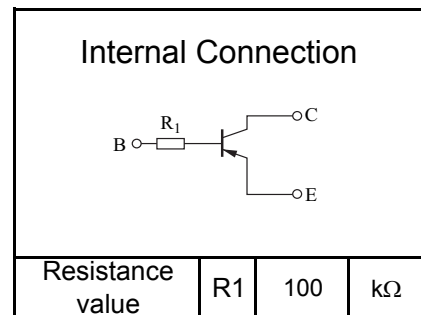 Internal Connection
R1
C
B
E
Resistance value R1 100 kΩ